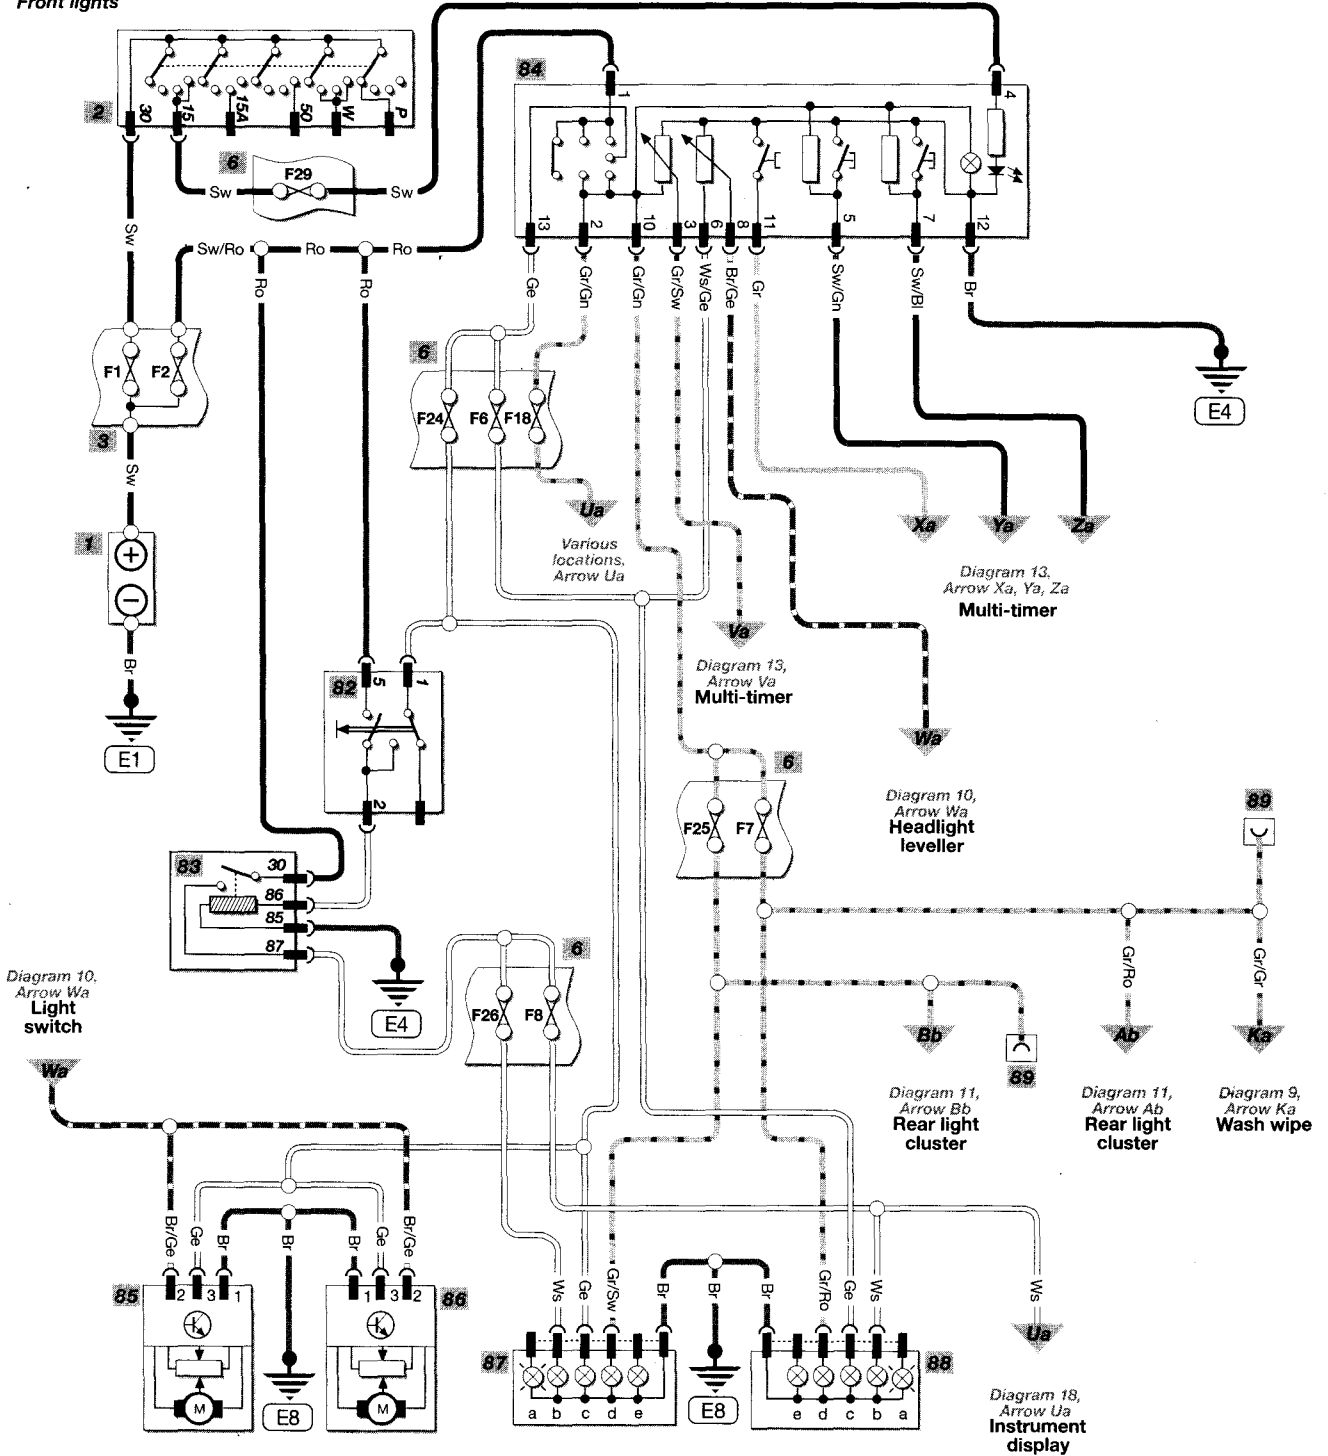 Front lights
2
30
15
15A
50
W
P
6
F29
Sw
Sw
84
1
4
13
2
10
3
6
8
11
5
7
12
Sw
Sw/Ro
Ro
Ro
Ro
Ro
Ge
Gr/Gn
Gr/Gn
Gr/Sw
Ws/Ge
Br/Ge
Gr
Sw/Gn
Sw/Bl
Br
E4
F1
F2
3
Sw
1
+
−
Br
E1
6
F24
F6
F18
Ua
Various
locations,
Arrow Ua
Xa
Ya
Za
Diagram 13,
Arrow Xa, Ya, Za
Multi-timer
Va
Diagram 13,
Arrow Va
Multi-timer
Wa
Diagram 10,
Arrow Wa
Headlight
leveller
82
5
1
2
6
F25
F7
89
83
30
86
85
87
E4
6
F26
F8
Gr/Ro
Gr/Gr
Bb
Ab
Ka
89
Diagram 11,
Arrow Bb
Rear light
cluster
Diagram 11,
Arrow Ab
Rear light
cluster
Diagram 9,
Arrow Ka
Wash wipe
Diagram 10,
Arrow Wa
Light
switch
Wa
Br/Ge
Ge
Br
Br
Br
Ge
Br/Ge
85
2
3
1
M
86
1
3
2
M
E8
Ws
Ge
Gr/Sw
Br
Br
Br
Gr/Ro
Ge
Ws
Ws
87
a
b
c
d
e
E8
88
e
d
c
b
a
Ua
Diagram 18,
Arrow Ua
Instrument
display